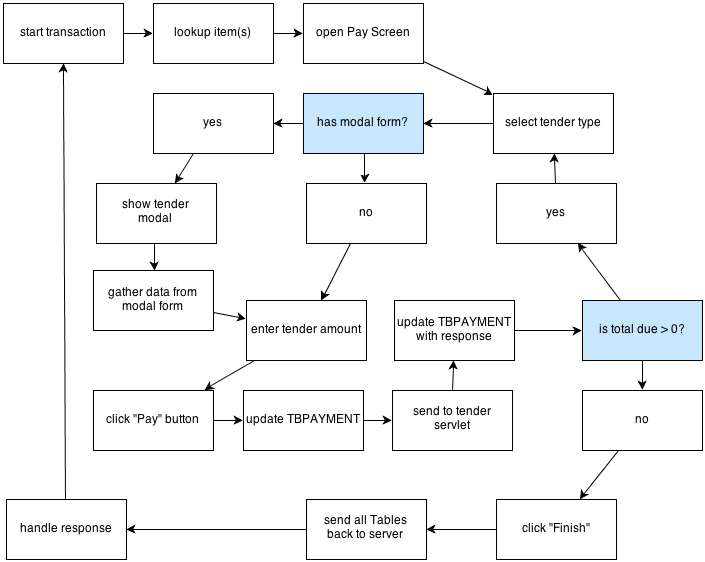 start transaction
lookup item(s)
open Pay Screen
yes
has modal form?
select tender type
show tender
modal
no
yes
gather data from
modal form
enter tender amount
update TBPAYMENT
with response
is total due > 0?
click "Pay" button
update TBPAYMENT
send to tender
servlet
no
handle response
send all Tables
back to server
click "Finish"